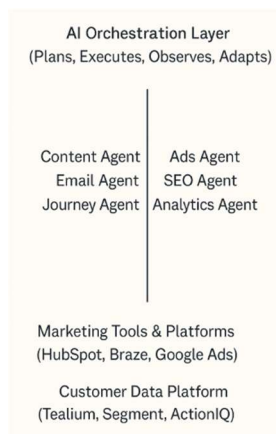 AI Orchestration Layer
(Plans, Executes, Observes, Adapts)
Content Agent
Email Agent
Journey Agent
Ads Agent
SEO Agent
Analytics Agent
Marketing Tools & Platforms
(HubSpot, Braze, Google Ads)
Customer Data Platform
(Tealium, Segment, ActionIQ)